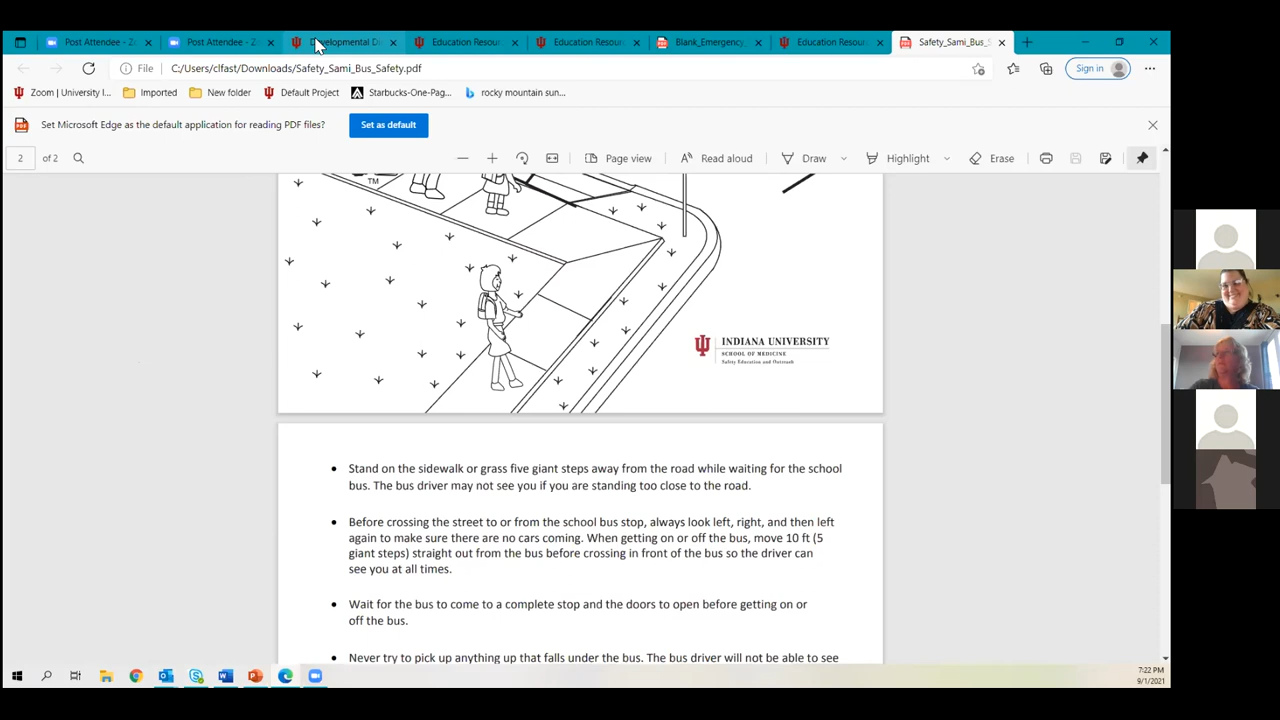 Post Attendee - Z
Post Attendee - Z
Developmental Di
Education Resour
Education Resour
Blank_Emergency_
Education Resour
Safety_Sami_Bus_S
File C:/Users/clfast/Downloads/Safety_Sami_Bus_Safety.pdf
Sign in
Zoom | University I...
Imported
New folder
Default Project
Starbucks-One-Pag...
rocky mountain sun...
Set Microsoft Edge as the default application for reading PDF files?
Set as default
2 of 2
Page view
Read aloud
Draw
Highlight
Erase
TM
INDIANA UNIVERSITY
SCHOOL OF MEDICINE
Safety Education and Outreach
• Stand on the sidewalk or grass five giant steps away from the road while waiting for the school
bus. The bus driver may not see you if you are standing too close to the road.
• Before crossing the street to or from the school bus stop, always look left, right, and then left
again to make sure there are no cars coming. When getting on or off the bus, move 10 ft (5
giant steps) straight out from the bus before crossing in front of the bus so the driver can
see you at all times.
• Wait for the bus to come to a complete stop and the doors to open before getting on or
off the bus.
• Never try to pick up anything up that falls under the bus. The bus driver will not be able to see
7:22 PM
9/1/2021